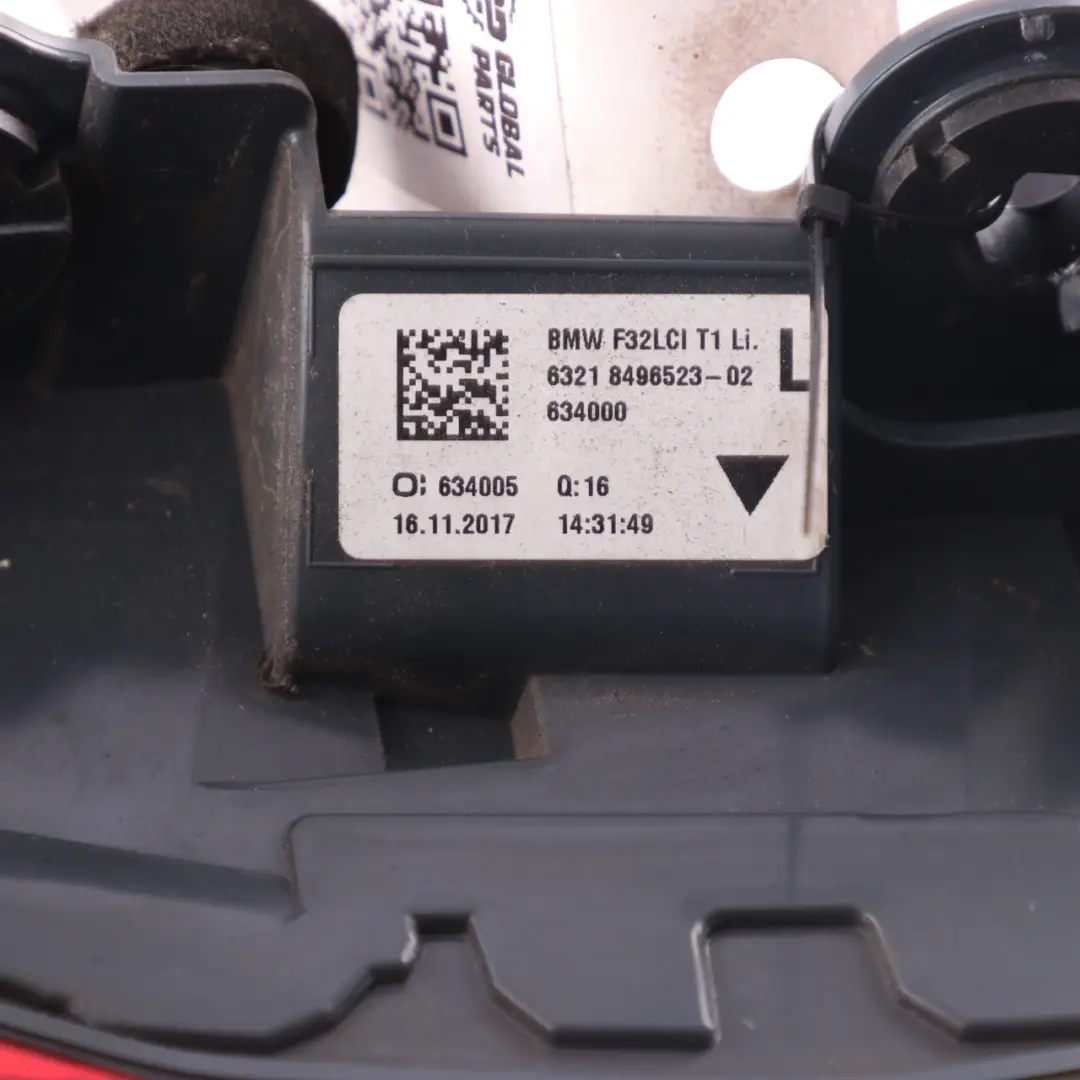 GLOBAL
PARTS
BMW F32LCI T1 Li.
6321 8496523-02
634000
L
O: 634005 Q:16
16.11.2017 14:31:49